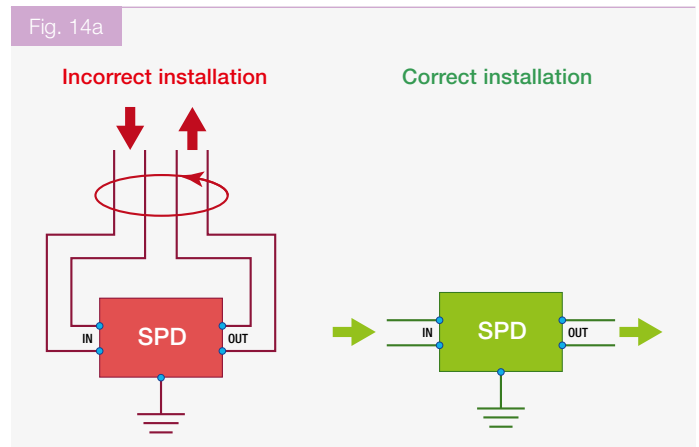 Fig. 14a
Incorrect installation
Correct installation
IN
SPD
OUT
IN
SPD
OUT